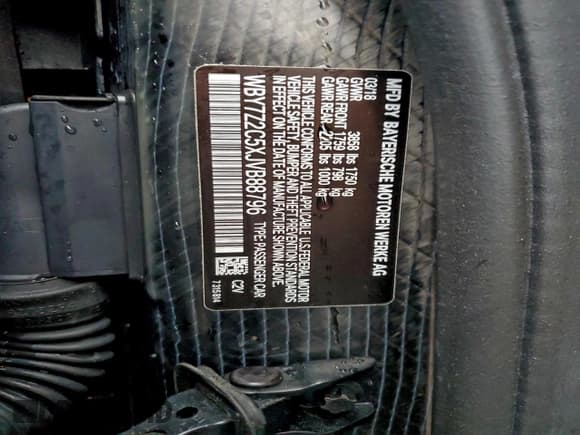 MFD BY BAYERISCHE MOTOREN WERKE AG
03/18
GVWR 3858 lbs 1750 kg
GAWR FRONT 1759 lbs 798 kg
GAWR REAR 2205 lbs 1000 kg
THIS VEHICLE CONFORMS TO ALL APPLICABLE U.S. FEDERAL MOTOR
VEHICLE SAFETY, BUMPER AND THEFT PREVENTION STANDARDS
IN EFFECT ON THE DATE OF MANUFACTURE SHOWN ABOVE.
WBY7Z2C5XJVB88796 TYPE: PASSENGER CAR
C2V
7315814